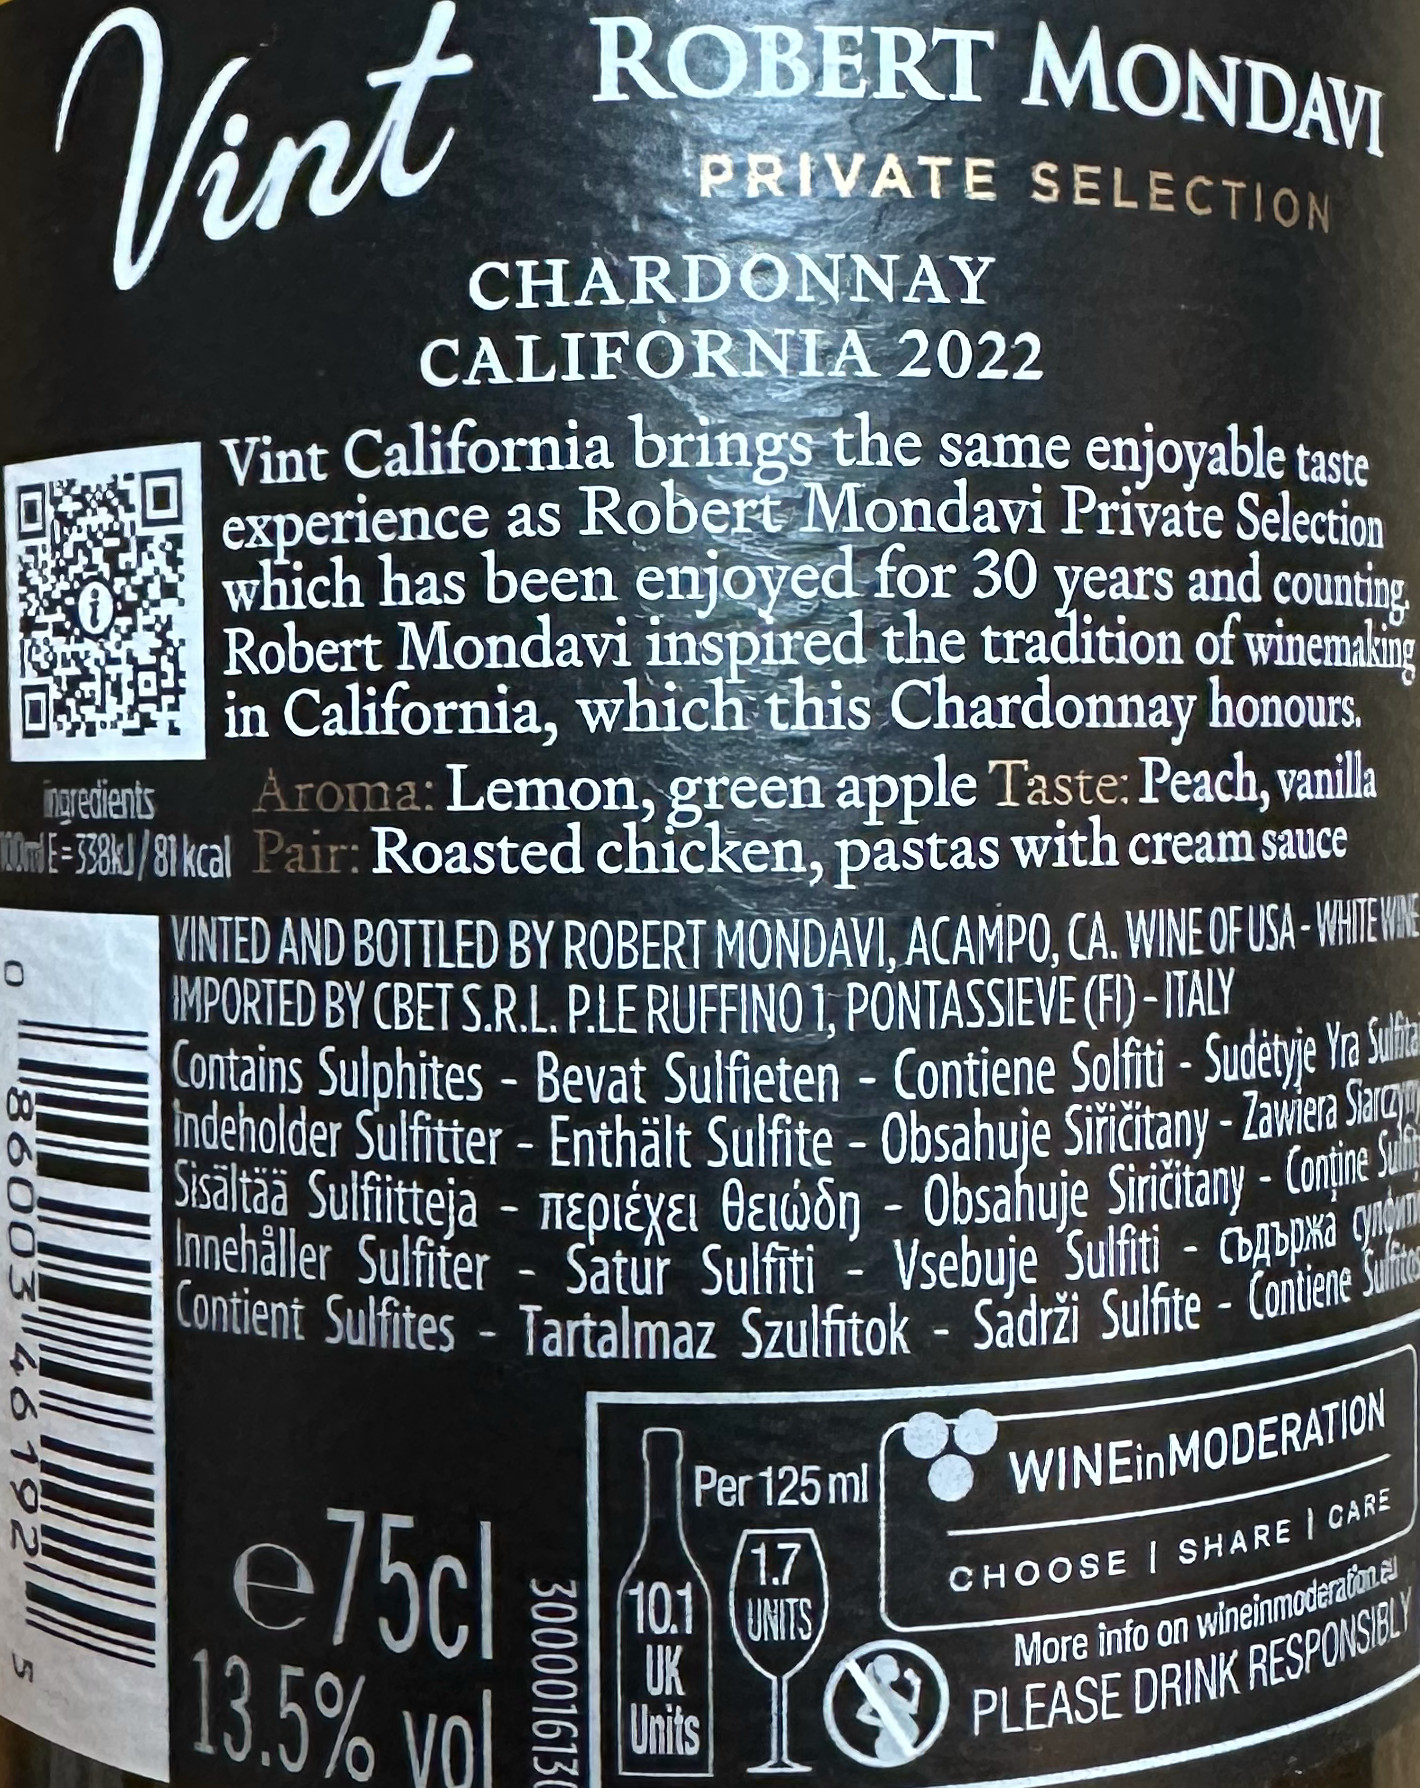 Vint
ROBERT MONDAVI
PRIVATE SELECTION
CHARDONNAY
CALIFORNIA 2022
Vint California brings the same enjoyable taste
experience as Robert Mondavi Private Selection
which has been enjoyed for 30 years and counting.
Robert Mondavi inspired the tradition of winemaking
in California, which this Chardonnay honours.
i
ingredients
100ml E=338kJ/81kcal
Aroma: Lemon, green apple Taste: Peach, vanilla
Pair: Roasted chicken, pastas with cream sauce
VINTED AND BOTTLED BY ROBERT MONDAVI, ACAMPO, CA. WINE OF USA - WHITE WINE
IMPORTED BY CBET S.R.L. P.LE RUFFINO 1, PONTASSIEVE (FI) - ITALY
Contains Sulphites - Bevat Sulfieten - Contiene Solfiti - Sudėtyje Yra
Indeholder Sulfitter - Enthält Sulfite - Obsahuje Siřičitany - Zawiera
Sisältää Sulfiitteja - περιέχει θειώδη - Obsahuje Siričitany - Conţine
Innehåller Sulfiter - Satur Sulfiti - Vsebuje Sulfiti - съдържа
Contient Sulfites - Tartalmaz Szulfitok - Sadrži Sulfite - Contiene Sulfitos
0 86003 46192 5
e75cl
13.5% vol
Per 125 ml
10.1
UK
Units
1.7
UNITS
WINEinMODERATION
CHOOSE | SHARE | CARE
More info on wineinmoderation.eu
PLEASE DRINK RESPONSIBLY